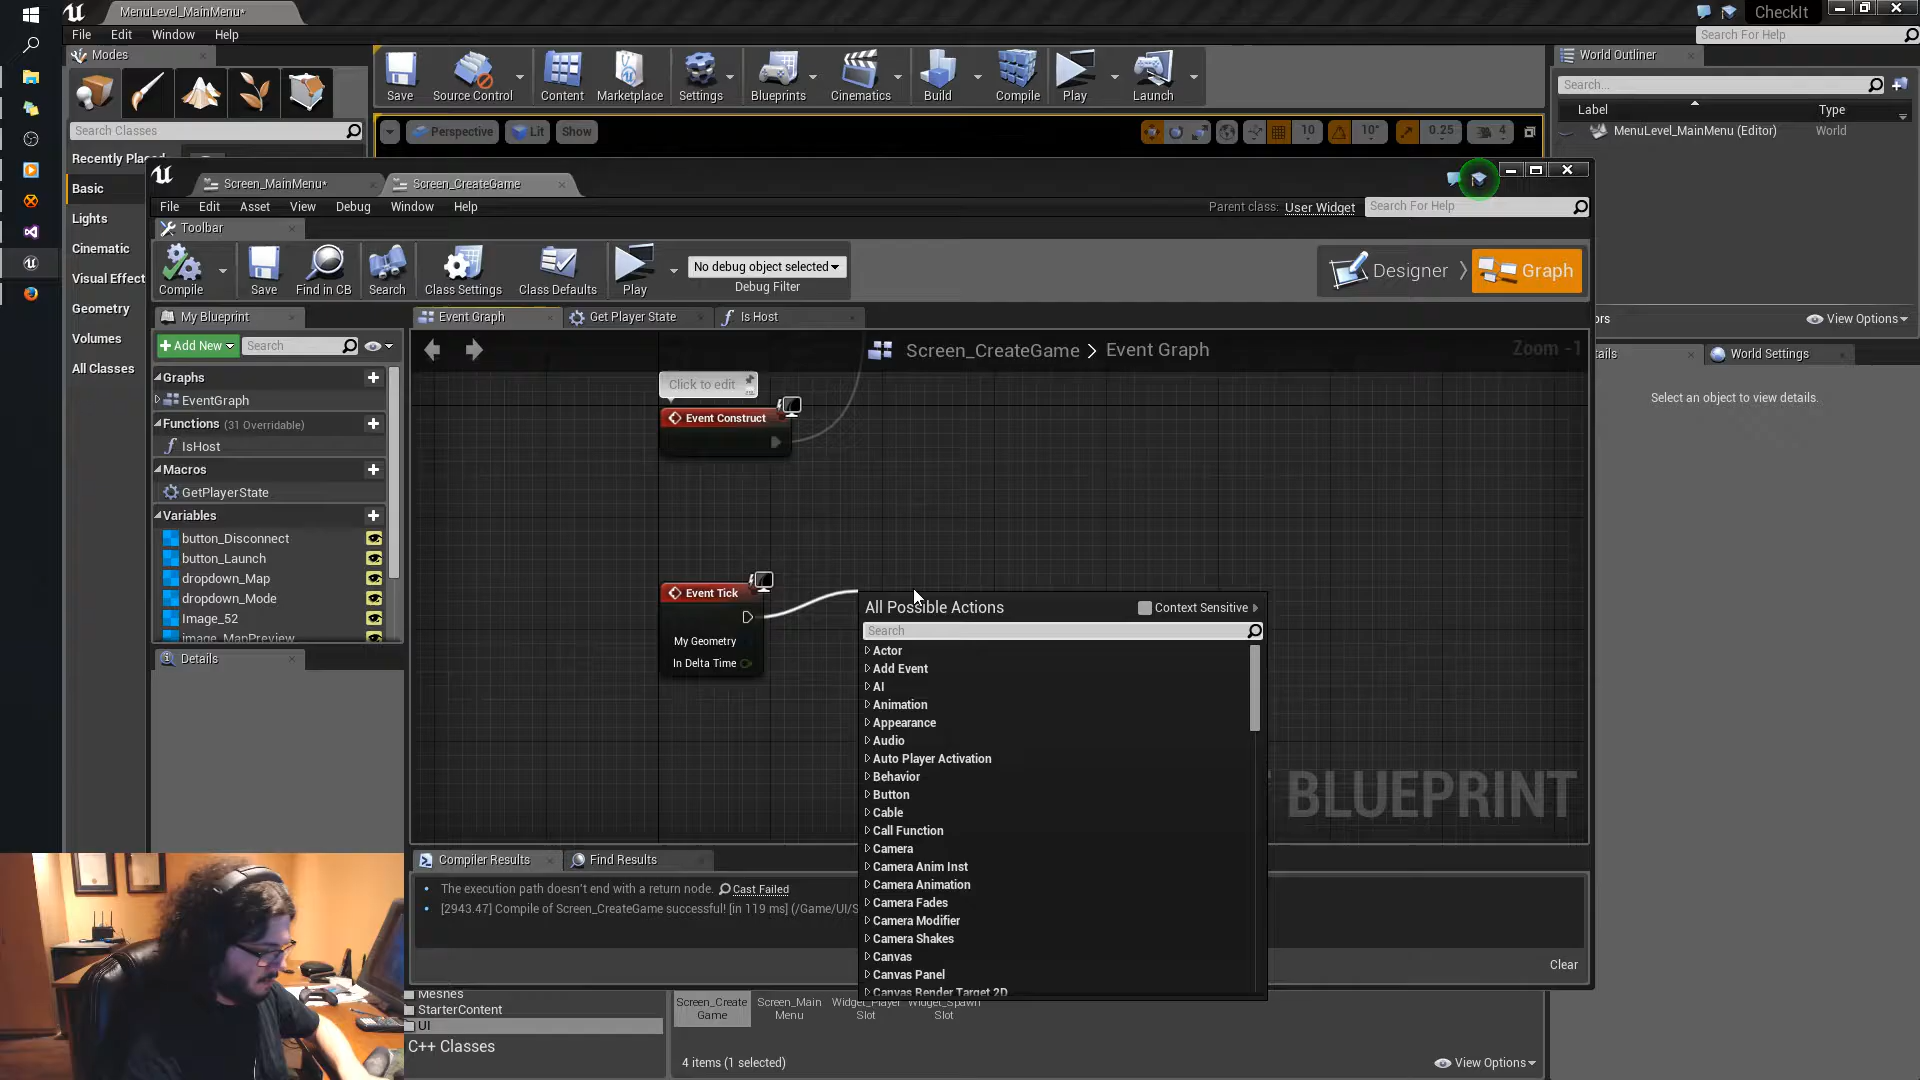 MenuLevel_MainMenu*
CheckIt
File Edit Window Help
Search For Help
Modes
World Outliner
Save
Source Control
Content
Marketplace
Settings
Blueprints
Cinematics
Build
Compile
Play
Launch
Search...
Label
Type
Search Classes
Perspective
Lit
Show
10
10°
0.25
4
MenuLevel_MainMenu (Editor) World
Basic
Lights
Cinematic
Visual Effect
Geometry
Volumes
All Classes
Screen_MainMenu*
Screen_CreateGame
File Edit Asset View Debug Window Help
Parent class: User Widget
Search For Help
Toolbar
Compile
Save
Find in CB
Search
Class Settings
Class Defaults
Play
No debug object selected
Debug Filter
Designer
Graph
My Blueprint
Event Graph
Get Player State
Is Host
View Options
World Settings
Select an object to view details.
Add New
Search
Graphs
EventGraph
Functions (31 Overridable)
IsHost
Macros
GetPlayerState
Variables
button_Disconnect
button_Launch
dropdown_Map
dropdown_Mode
Image_52
image_MapPreview
Details
Screen_CreateGame > Event Graph
Zoom -1
Click to edit
Event Construct
Event Tick
My Geometry
In Delta Time
All Possible Actions
Context Sensitive
Search
Actor
Add Event
AI
Animation
Appearance
Audio
Auto Player Activation
Behavior
Button
Cable
Call Function
Camera
Camera Anim Inst
Camera Animation
Camera Fades
Camera Modifier
Camera Shakes
Canvas
Canvas Panel
Canvas Render Target 2D
BLUEPRINT
Compiler Results
Find Results
The execution path doesn't end with a return node. Cast Failed
[2943.47] Compile of Screen_CreateGame successful! [in 119 ms] (/Game/UI/S
Clear
Meshes
StarterContent
UI
C++ Classes
Screen_Create
Game
Screen_Main
Menu
Widget_Player
Slot
Widget_Spawn
Slot
4 items (1 selected)
View Options